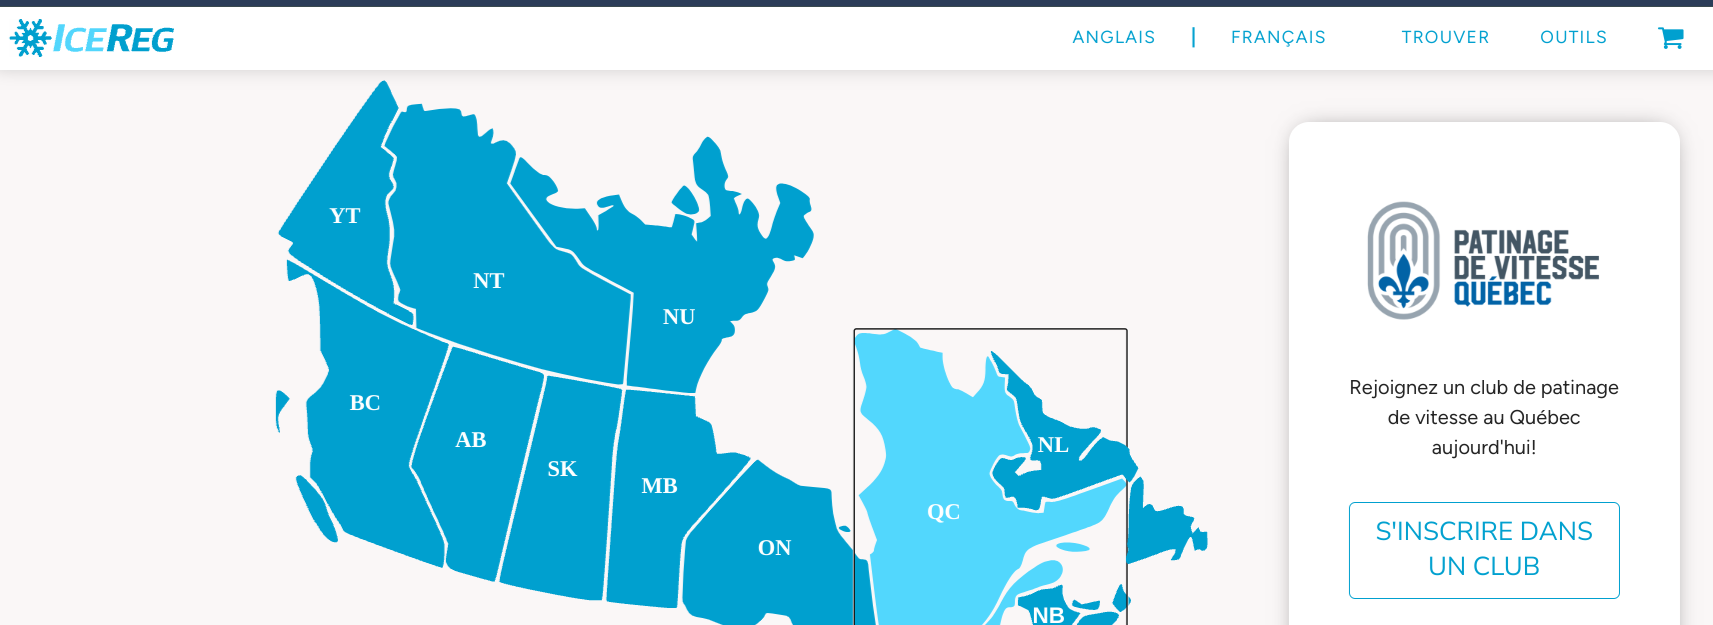 ICEREG
ANGLAIS | FRANÇAIS TROUVER OUTILS
YT
NT
NU
BC
AB
SK
MB
ON
QC
NL
NB
PATINAGE
DE VITESSE
QUÉBEC
Rejoignez un club de patinage
de vitesse au Québec
aujourd'hui!
S'INSCRIRE DANS
UN CLUB